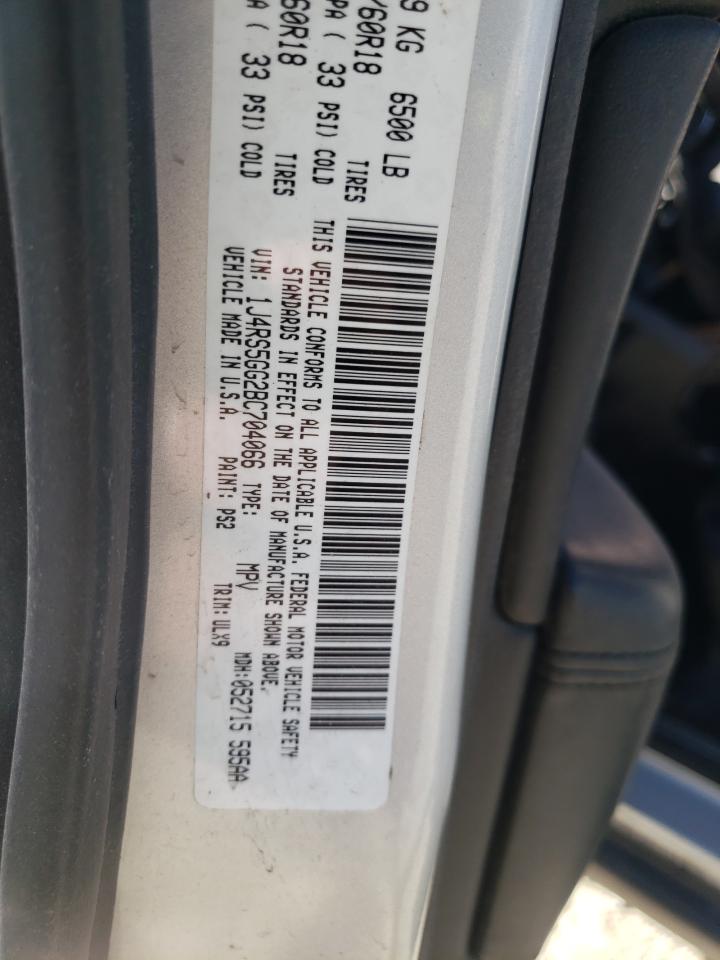 9 KG 6500 LB
/60R18 TIRES
PA ( 33 PSI) COLD
60R18 TIRES
A ( 33 PSI) COLD
THIS VEHICLE CONFORMS TO ALL APPLICABLE U.S.A. FEDERAL MOTOR VEHICLE SAFETY
STANDARDS IN EFFECT ON THE DATE OF MANUFACTURE SHOWN ABOVE.
VIN: 1J4RS5GG2BC704066 TYPE: MPV MDH:052715 595AA
VEHICLE MADE IN U.S.A. PAINT: PS2 TRIM: ULX9